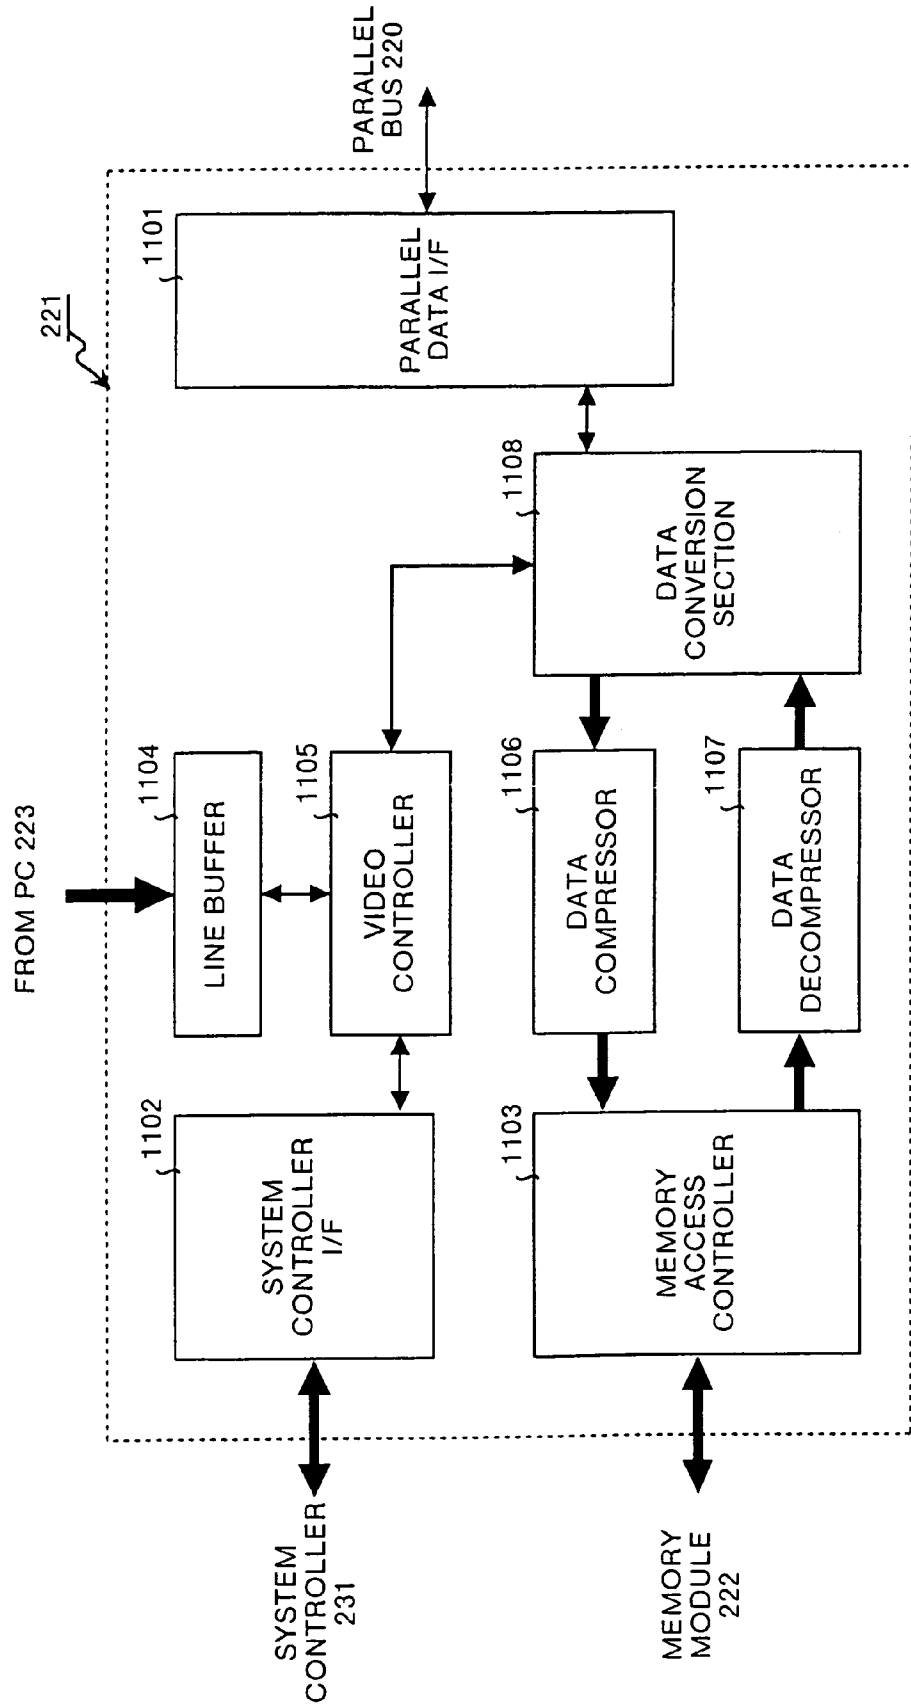 FROM PC 223
221
SYSTEM
CONTROLLER
231
1102
SYSTEM
CONTROLLER
I/F
1104
LINE BUFFER
1105
VIDEO
CONTROLLER
1101
PARALLEL
DATA I/F
PARALLEL
BUS 220
MEMORY
MODULE
222
1103
MEMORY
ACCESS
CONTROLLER
1106
DATA
COMPRESSOR
1107
DATA
DECOMPRESSOR
1108
DATA
CONVERSION
SECTION